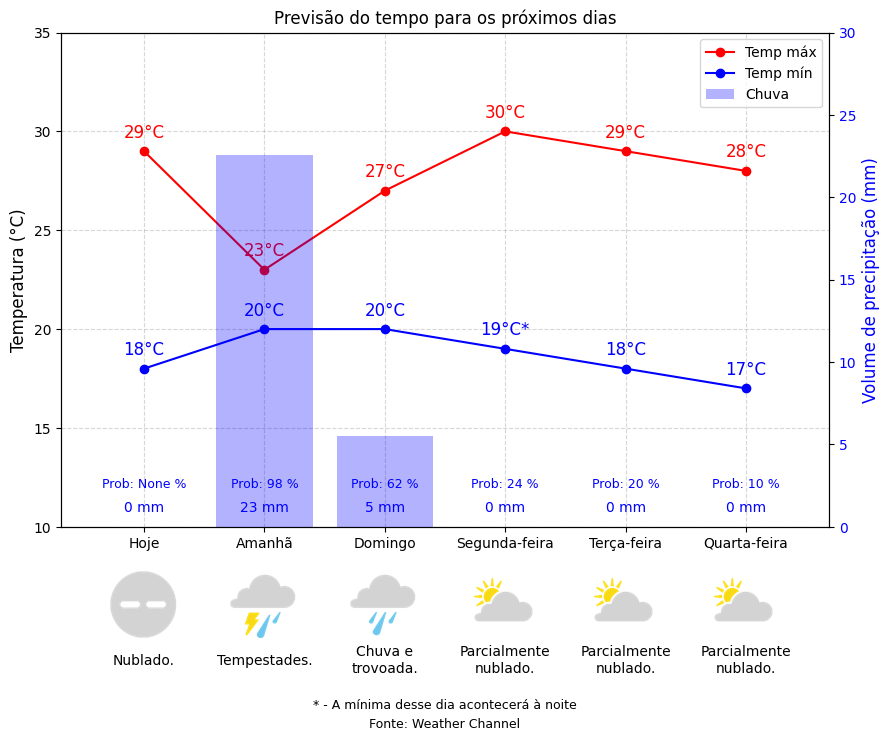 Previsão do tempo para os próximos dias
Temp máx
Temp mín
Chuva
Temperatura (°C)
Volume de precipitação (mm)
35
30
25
20
15
10
30
25
20
15
10
5
0
29°C
23°C
27°C
30°C
29°C
28°C
18°C
20°C
20°C
19°C*
18°C
17°C
Prob: None %
Prob: 98 %
Prob: 62 %
Prob: 24 %
Prob: 20 %
Prob: 10 %
0 mm
23 mm
5 mm
0 mm
0 mm
0 mm
Hoje
Amanhã
Domingo
Segunda-feira
Terça-feira
Quarta-feira
Nublado.
Tempestades.
Chuva e
trovoada.
Parcialmente
nublado.
Parcialmente
nublado.
Parcialmente
nublado.
* - A mínima desse dia acontecerá à noite
Fonte: Weather Channel